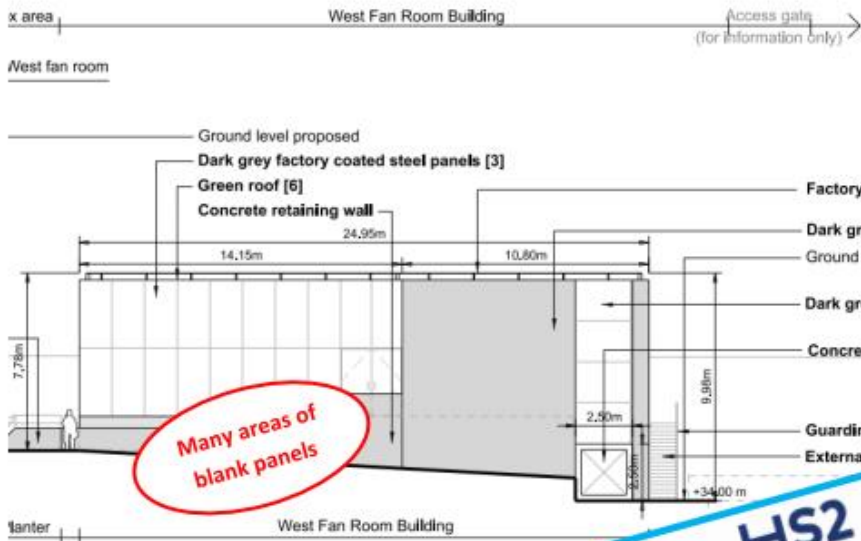 x area
West Fan Room Building
Access gate
(for information only)
West fan room
Ground level proposed
Dark grey factory coated steel panels [3]
Green roof [6]
Concrete retaining wall
Factory
24.95m
Dark gr
14.15m
10.80m
Ground
Dark gr
7.78m
Concre
9.98m
2.50m
Many areas of
blank panels
Guardin
Externa
2.50m
+34.00 m
Planter
West Fan Room Building
HS2